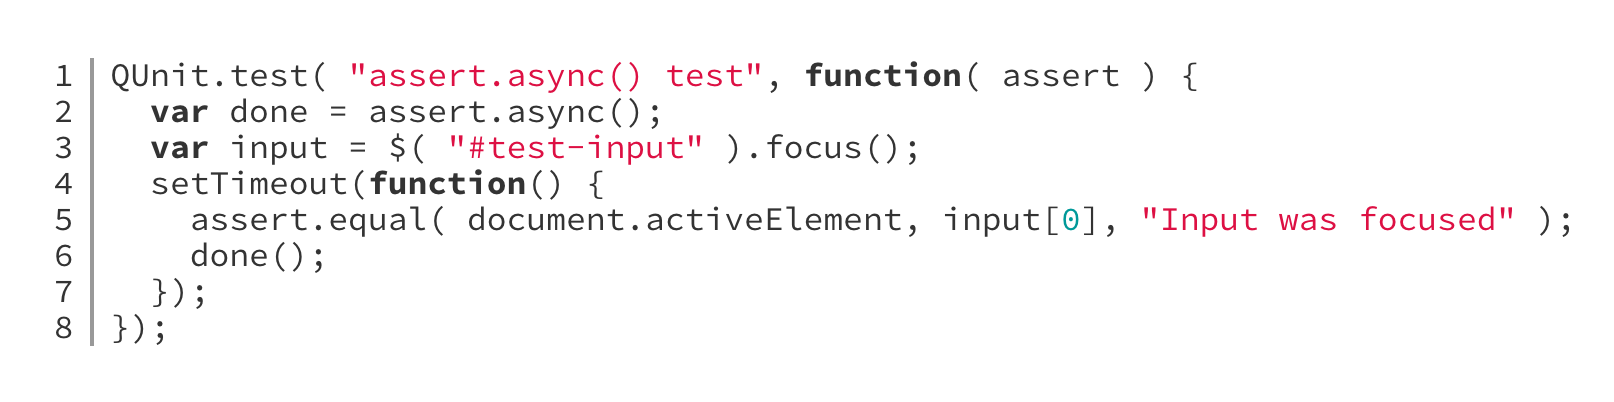 1 QUnit.test( "assert.async() test", function( assert ) {
2   var done = assert.async();
3   var input = $( "#test-input" ).focus();
4   setTimeout(function() {
5     assert.equal( document.activeElement, input[0], "Input was focused" );
6     done();
7   });
8 });